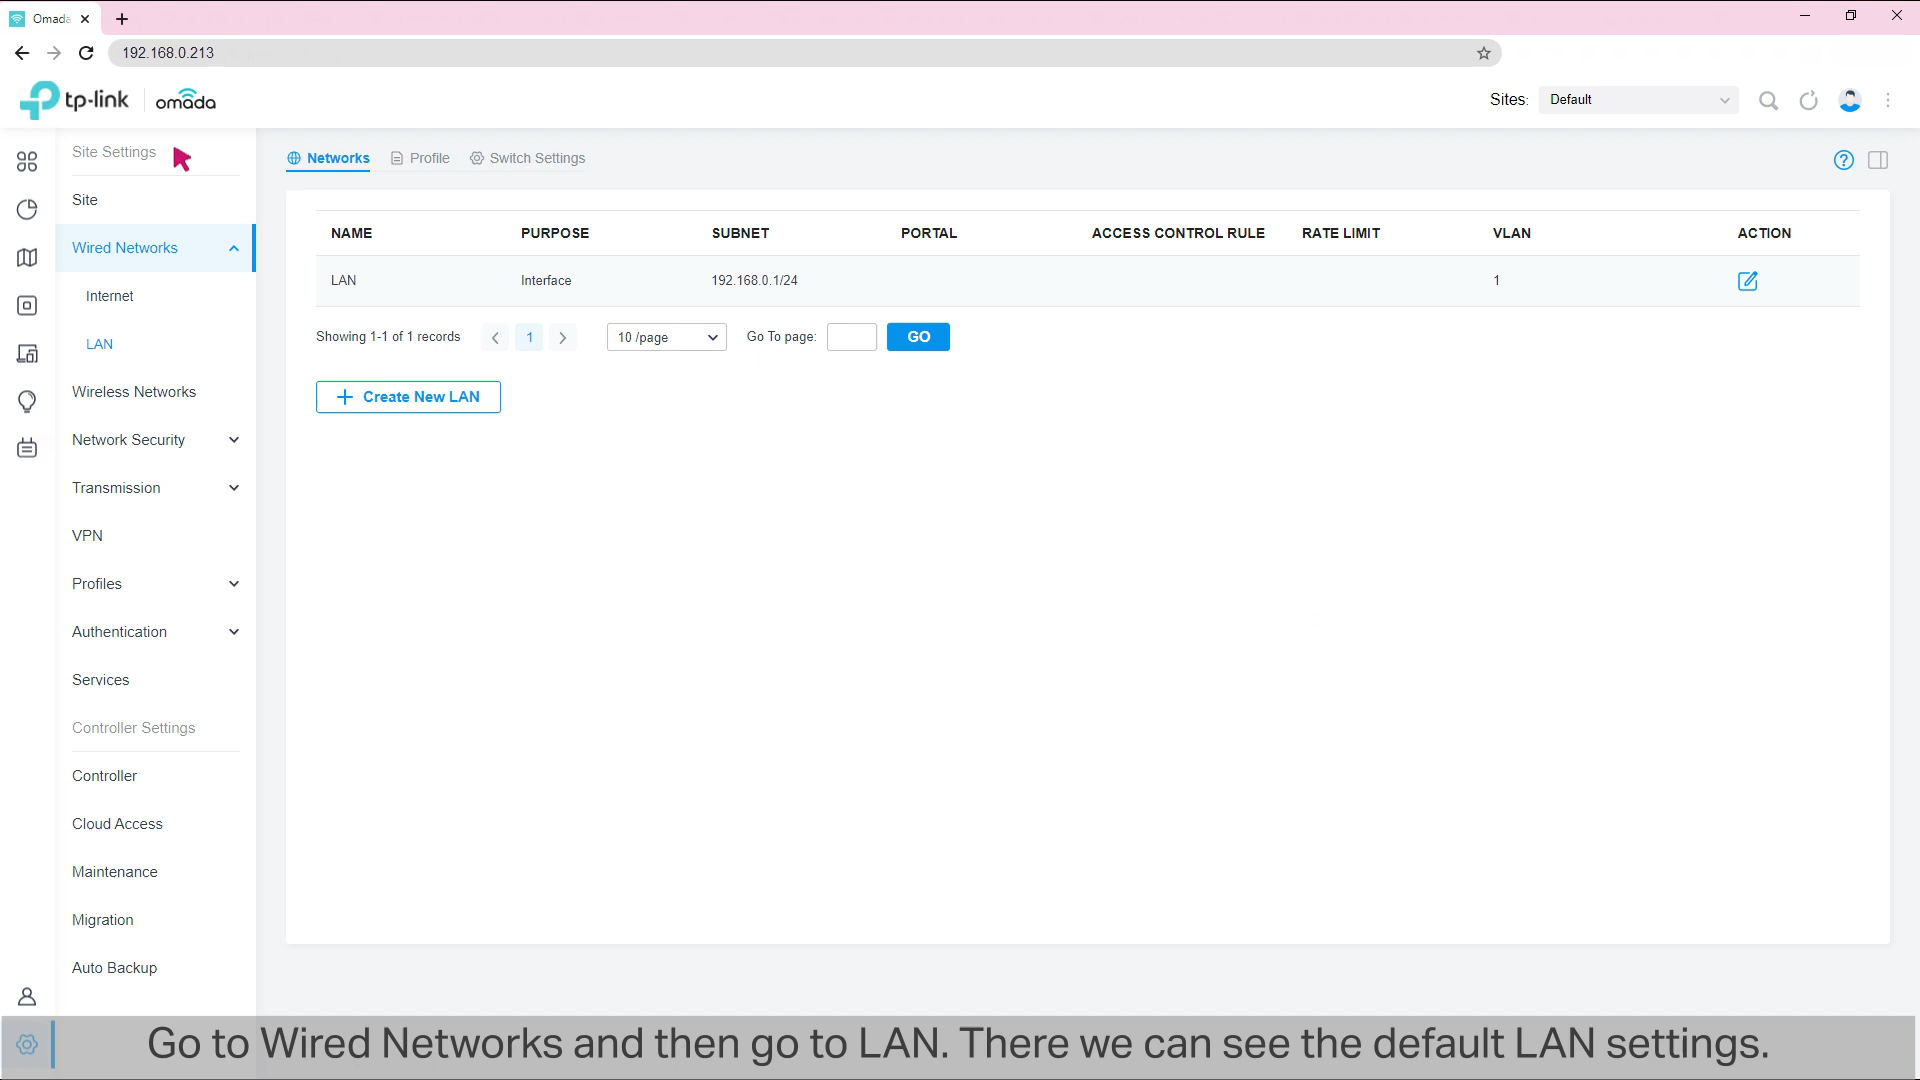 Omada
192.168.0.213
tp-link
omada
Sites:
Default
Site Settings
Site
Wired Networks
Internet
LAN
Wireless Networks
Network Security
Transmission
VPN
Profiles
Authentication
Services
Controller Settings
Controller
Cloud Access
Maintenance
Migration
Auto Backup
Networks Profile Switch Settings
NAME PURPOSE SUBNET PORTAL ACCESS CONTROL RULE RATE LIMIT VLAN ACTION
LAN Interface 192.168.0.1/24 1
Showing 1-1 of 1 records 1 10 /page Go To page: GO
Create New LAN
Go to Wired Networks and then go to LAN. There we can see the default LAN settings.